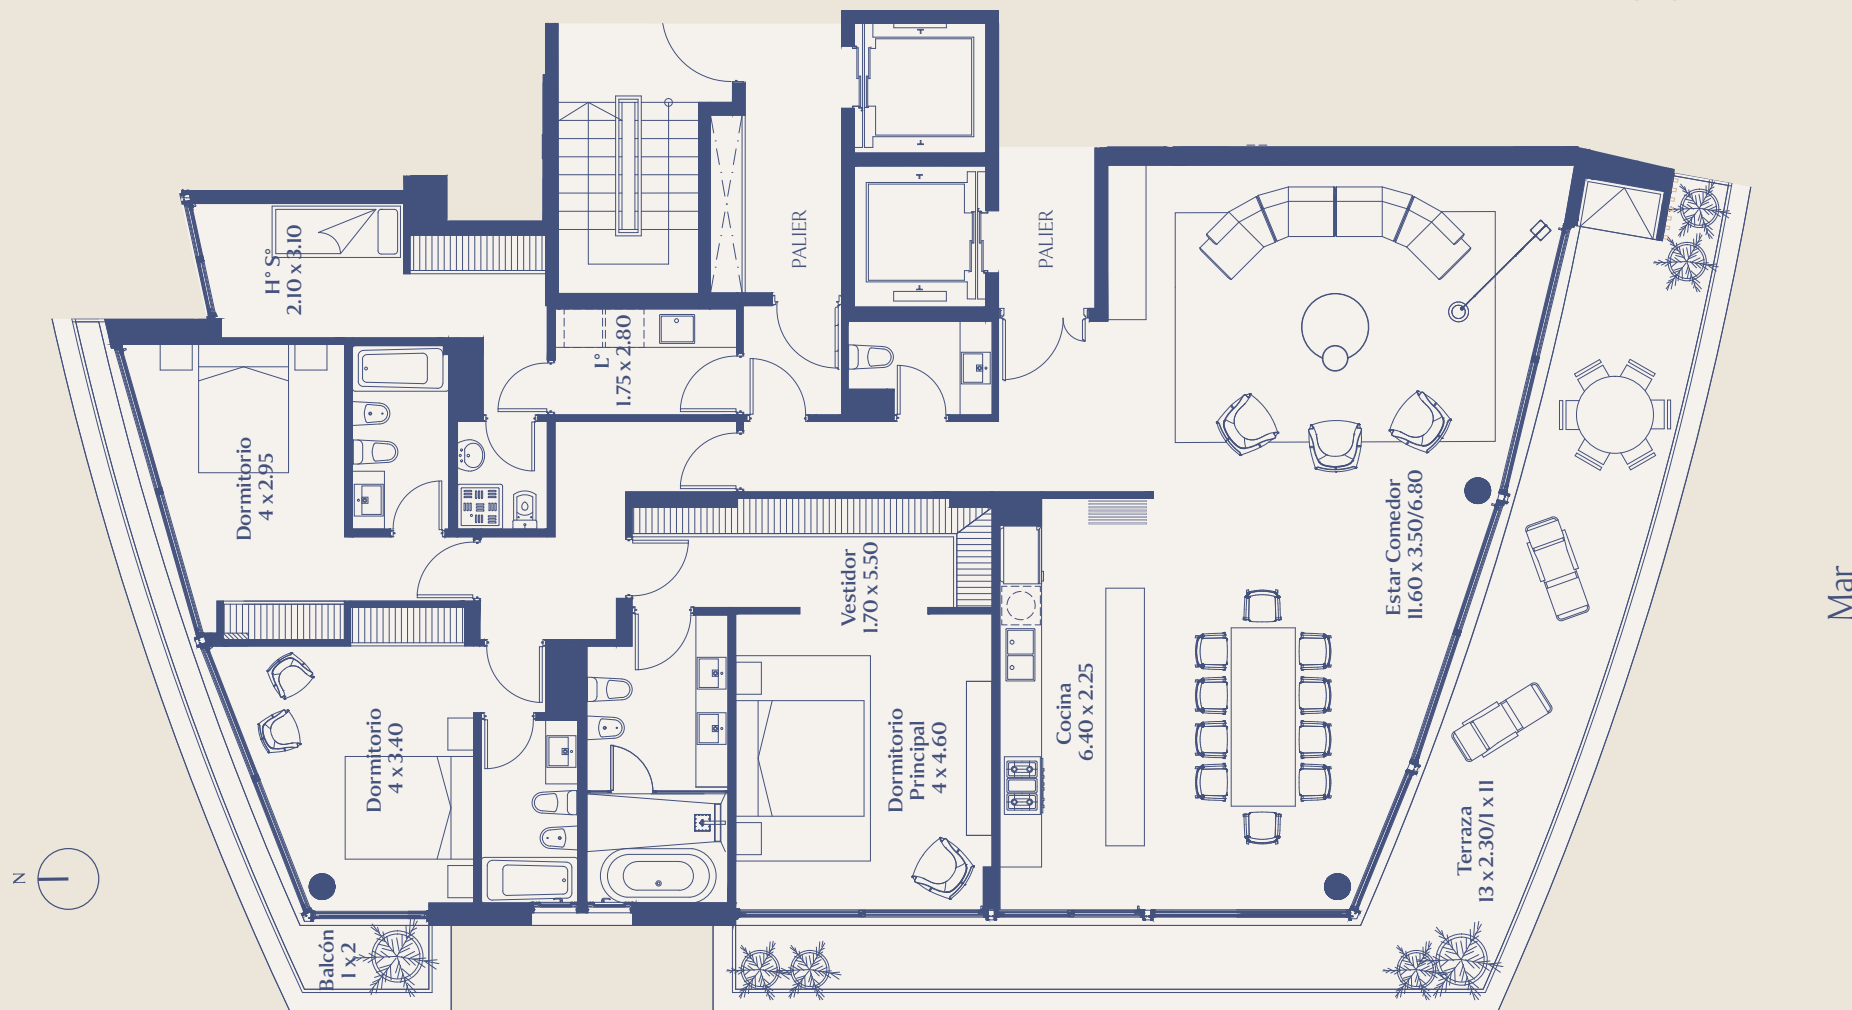 PALIER
PALIER
H° S°
2.10 x 3.10
L°
1.75 x 2.80
Dormitorio
4 x 2.95
Vestidor
1.70 x 5.50
Estar Comedor
11.60 x 3.50/6.80
Mar
Dormitorio
4 x 3.40
Dormitorio
Principal
4 x 4.60
Cocina
6.40 x 2.25
Terraza
13 x 2.30/1 x 11
N
Balcón
1 x 2